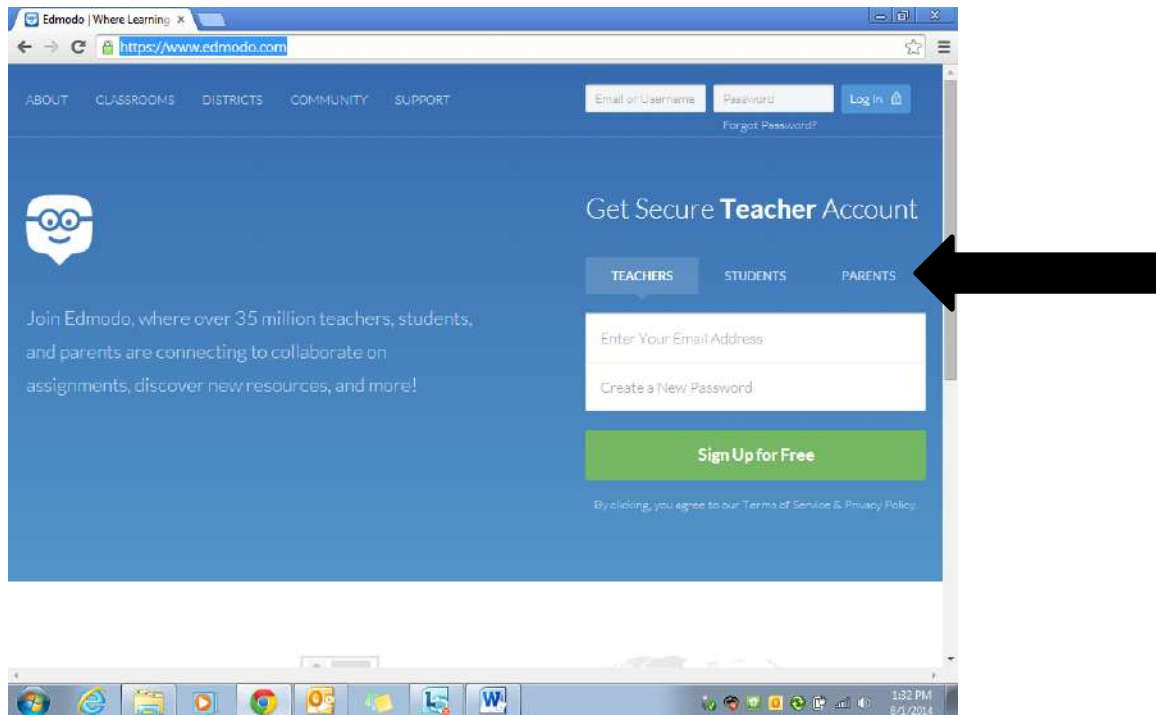 Edmodo | Where Learning
https://www.edmodo.com
ABOUT CLASSROOMS DISTRICTS COMMUNITY SUPPORT
Email or Username Password Log In
Forgot Password?
Get Secure Teacher Account
TEACHERS STUDENTS PARENTS
Join Edmodo, where over 35 million teachers, students,
and parents are connecting to collaborate on
assignments, discover new resources, and more!
Enter Your Email Address
Create a New Password
Sign Up for Free
By clicking, you agree to our Terms of Service & Privacy Policy.
1:32 PM
8/1/2014